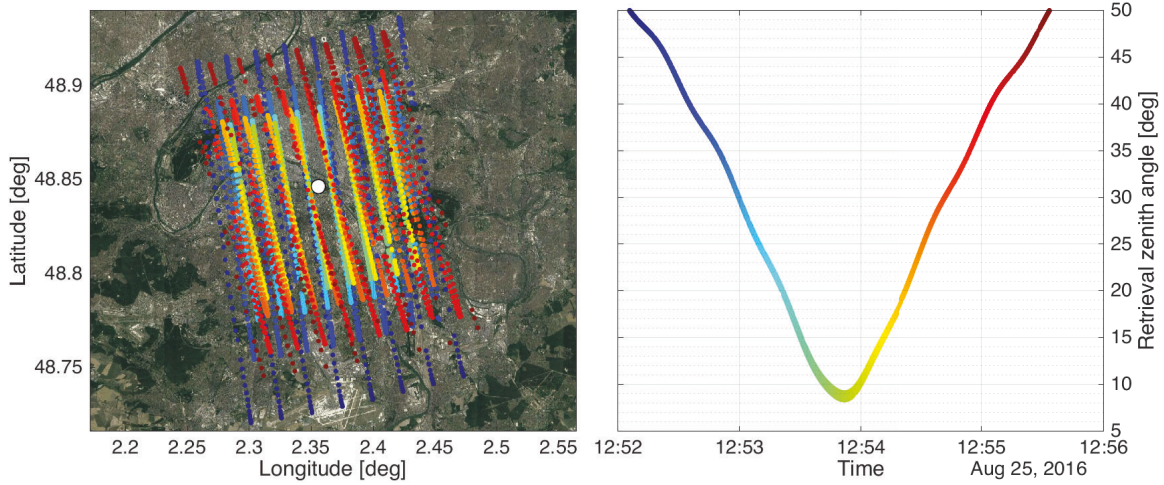 48.9
48.85
48.8
48.75
Latitude [deg]
2.2 2.25 2.3 2.35 2.4 2.45 2.5 2.55
Longitude [deg]
50
45
40
35
30
25
20
15
10
5
Retrieval zenith angle [deg]
12:52 12:53 12:54 12:55 12:56
Time
Aug 25, 2016